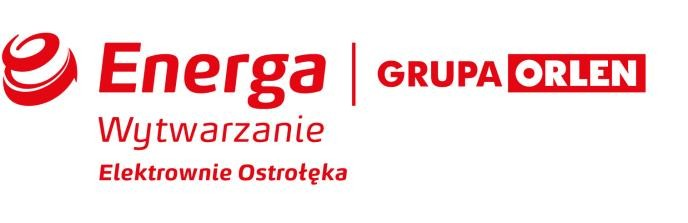 Energa | GRUPA ORLEN
Wytwarzanie
Elektrownie Ostrołęka